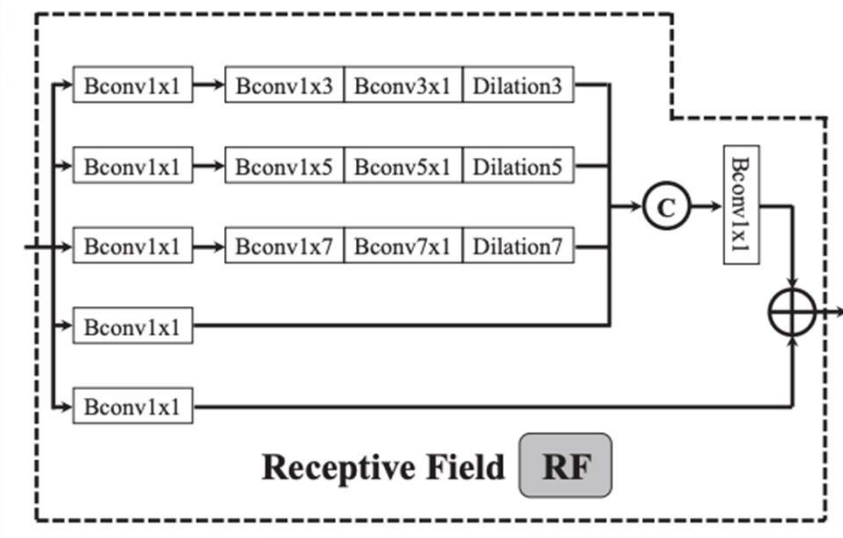 Bconv1x1 Bconv1x3 Bconv3x1 Dilation3
Bconv1x1 Bconv1x5 Bconv5x1 Dilation5
Bconv1x1 Bconv1x7 Bconv7x1 Dilation7
Bconv1x1
Bconv1x1
C
Bconv1x1
Receptive Field RF